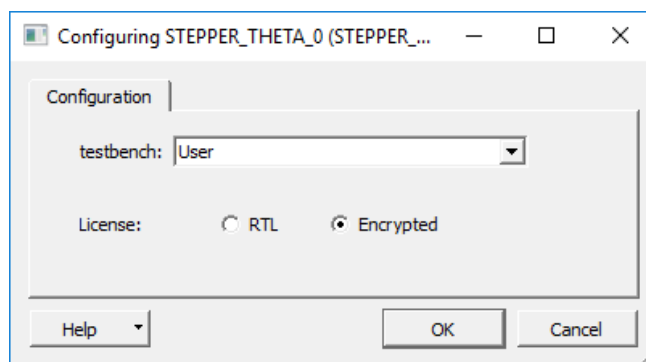 Configuring STEPPER_THETA_0 (STEPPER_...
Configuration
testbench: User
License: RTL Encrypted
Help OK Cancel